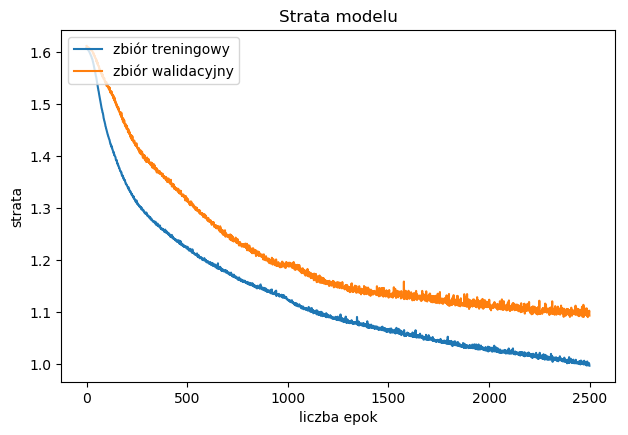 Strata modelu
zbiór treningowy
zbiór walidacyjny
strata
1.6
1.5
1.4
1.3
1.2
1.1
1.0
0
500
1000
1500
2000
2500
liczba epok